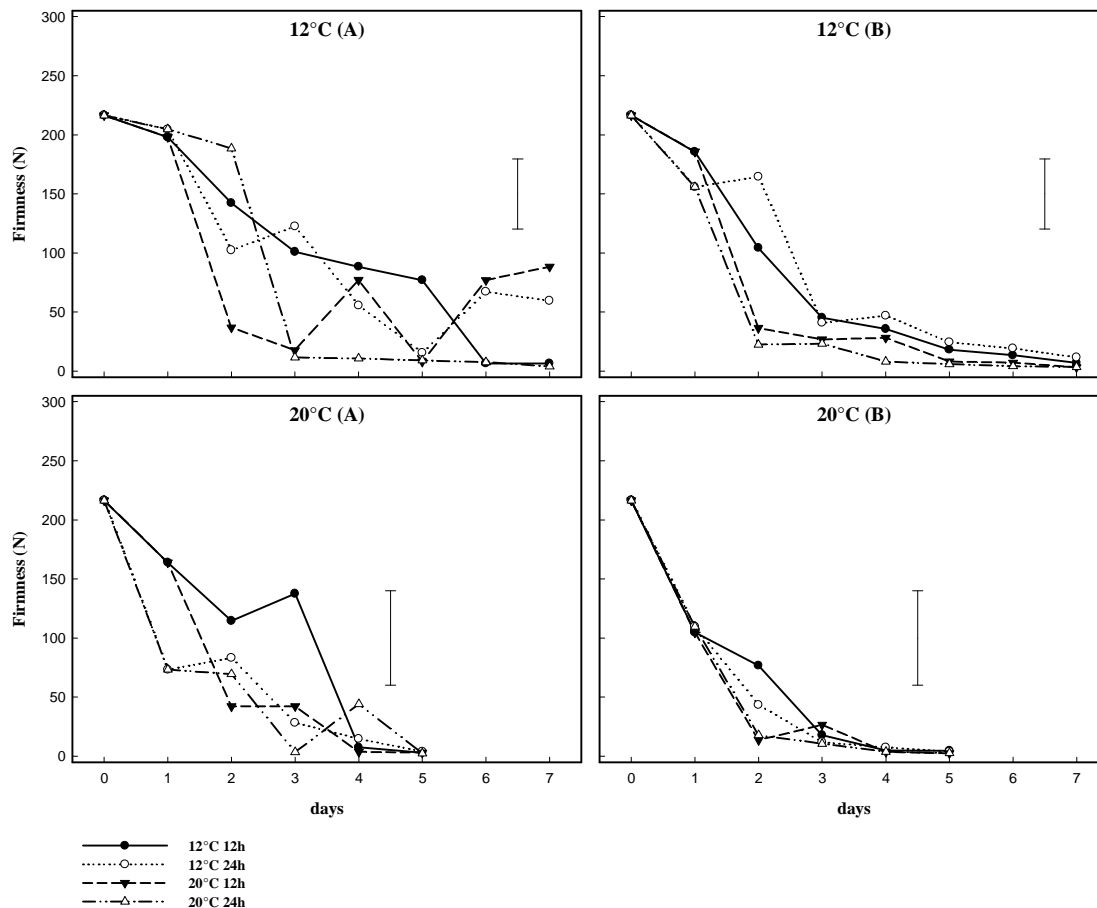 12°C (A)
12°C (B)
300
250
200
150
100
50
0
Firmness (N)
20°C (A)
20°C (B)
300
250
200
150
100
50
0
Firmness (N)
0 1 2 3 4 5 6 7
0 1 2 3 4 5 6 7
days
days
12°C 12h
12°C 24h
20°C 12h
20°C 24h